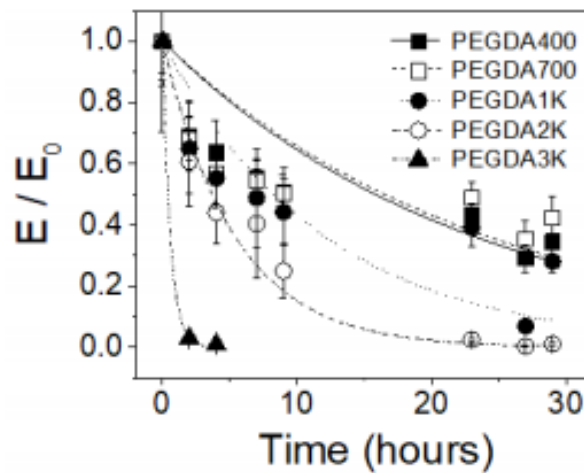 1.0
0.8
0.6
0.4
0.2
0.0
E / E₀
PEGDA400
PEGDA700
PEGDA1K
PEGDA2K
PEGDA3K
0 10 20 30
Time (hours)